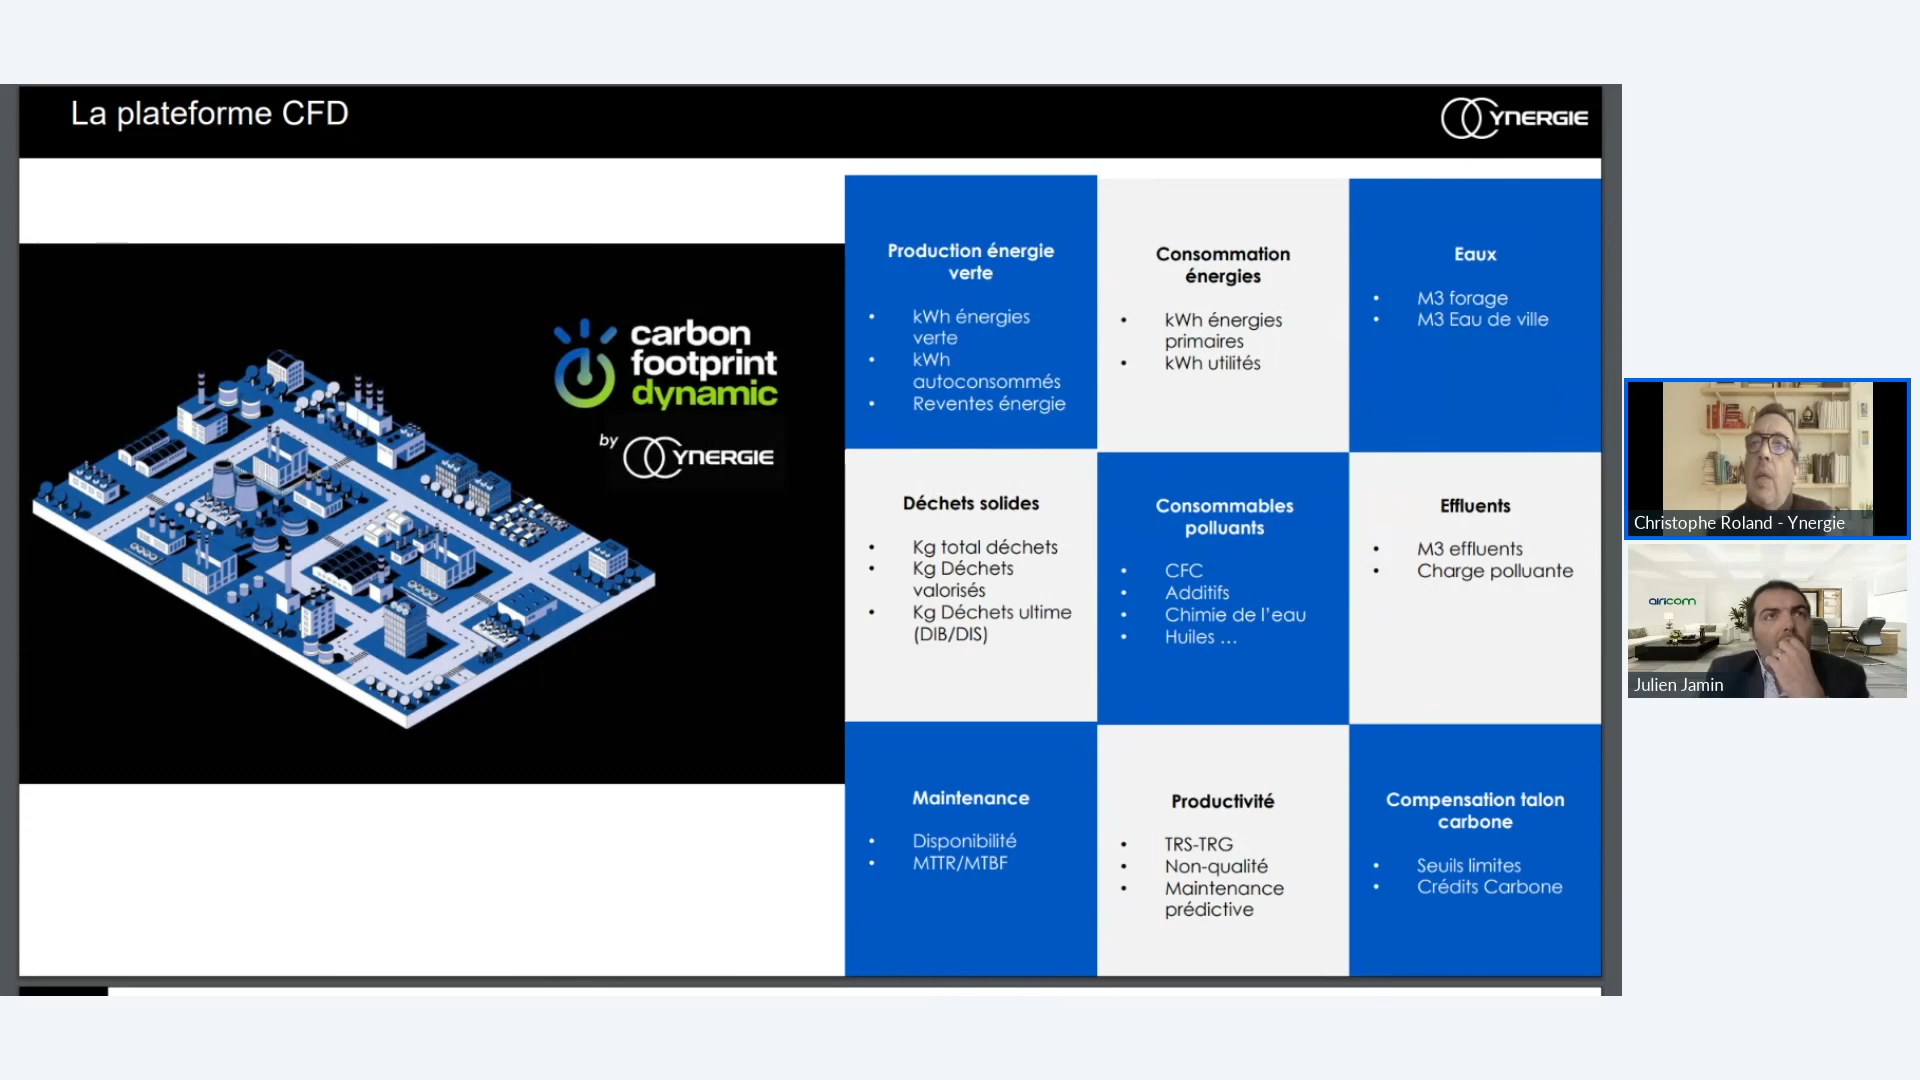 La plateforme CFD
YNERGIE
carbon
footprint
dynamic
by
YNERGIE
Production énergie
verte
• kWh énergies
verte
• kWh
autoconsommés
• Reventes énergie
Consommation
énergies
• kWh énergies
primaires
• kWh utilités
Eaux
• M3 forage
• M3 Eau de ville
Déchets solides
• Kg total déchets
• Kg Déchets
valorisés
• Kg Déchets ultime
(DIB/DIS)
Consommables
polluants
• CFC
• Additifs
• Chimie de l’eau
• Huiles …
Effluents
• M3 effluents
• Charge polluante
Maintenance
• Disponibilité
• MTTR/MTBF
Productivité
• TRS-TRG
• Non-qualité
• Maintenance
prédictive
Compensation talon
carbone
• Seuils limites
• Crédits Carbone
Christophe Roland - Ynergie
airicom
Julien Jamin